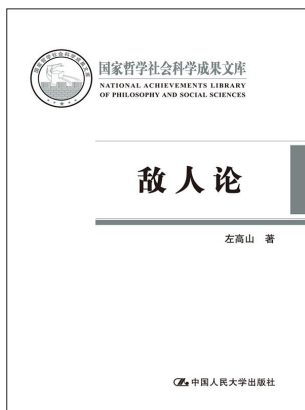 国家哲学社会科学成果文库
NATIONAL ACHIEVEMENTS LIBRARY
OF PHILOSOPHY AND SOCIAL SCIENCES
敌人论
左高山 著
中国人民大学出版社